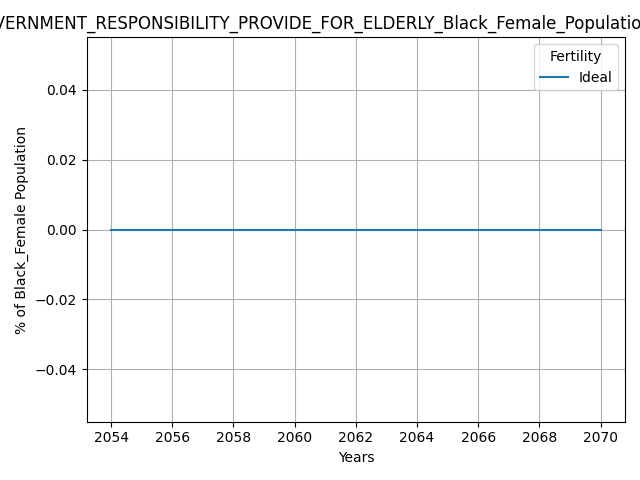 VERNMENT_RESPONSIBILITY_PROVIDE_FOR_ELDERLY_Black_Female_Populatio
Fertility
Ideal
0.04
0.02
0.00
−0.02
−0.04
% of Black_Female Population
2054 2056 2058 2060 2062 2064 2066 2068 2070
Years